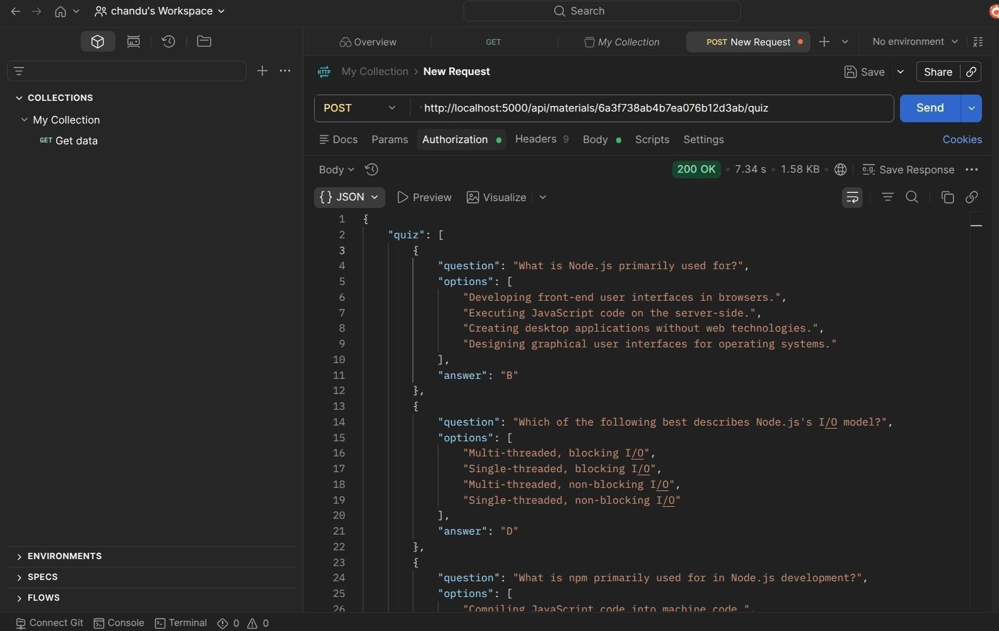 chandu's Workspace
Search
Overview
GET
My Collection
POST New Request
No environment
My Collection > New Request
Save
Share
COLLECTIONS
My Collection
GET Get data
POST
http://localhost:5000/api/materials/6a3f738ab4b7ea076b12d3ab/quiz
Send
Docs
Params
Authorization
Headers 9
Body
Scripts
Settings
Cookies
Body
200 OK • 7.34 s • 1.58 KB
e.g. Save Response
{} JSON
Preview
Visualize
1 {
2 "quiz": [
3 {
4 "question": "What is Node.js primarily used for?",
5 "options": [
6 "Developing front-end user interfaces in browsers.",
7 "Executing JavaScript code on the server-side.",
8 "Creating desktop applications without web technologies.",
9 "Designing graphical user interfaces for operating systems."
10 ],
11 "answer": "B"
12 },
13 {
14 "question": "Which of the following best describes Node.js's I/O model?",
15 "options": [
16 "Multi-threaded, blocking I/O",
17 "Single-threaded, blocking I/O",
18 "Multi-threaded, non-blocking I/O",
19 "Single-threaded, non-blocking I/O"
20 ],
21 "answer": "D"
22 },
23 {
24 "question": "What is npm primarily used for in Node.js development?",
25 "options": [
26 "Compiling JavaScript code into machine code.",
ENVIRONMENTS
SPECS
FLOWS
Connect Git
Console
Terminal
0
0
HTTP